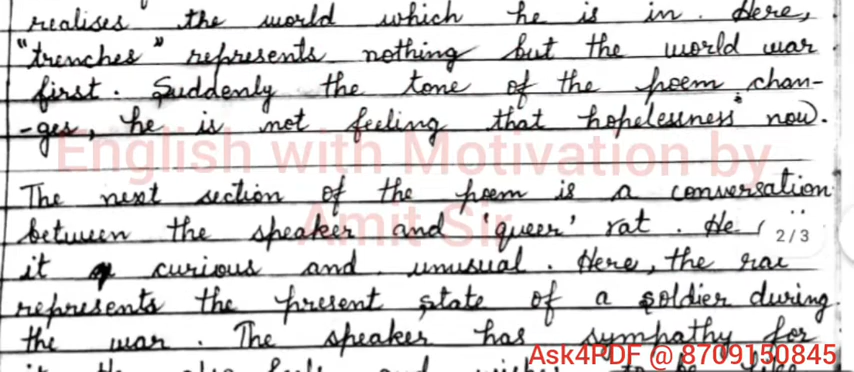 realises the world which he is in. Here,
"trenches" represents nothing but the world war
first. Suddenly the tone of the poem chan-
-ges, he is not feeling that hopelessness now.
English with Motivation by
Amit Sir
The next section of the poem is a conversation
between the speaker and 'queer' rat. He
2/3
it curious and unusual. Here, the rat
represents the present state of a soldier during
the war. The speaker has sympathy for
Ask4PDF @ 8709150845